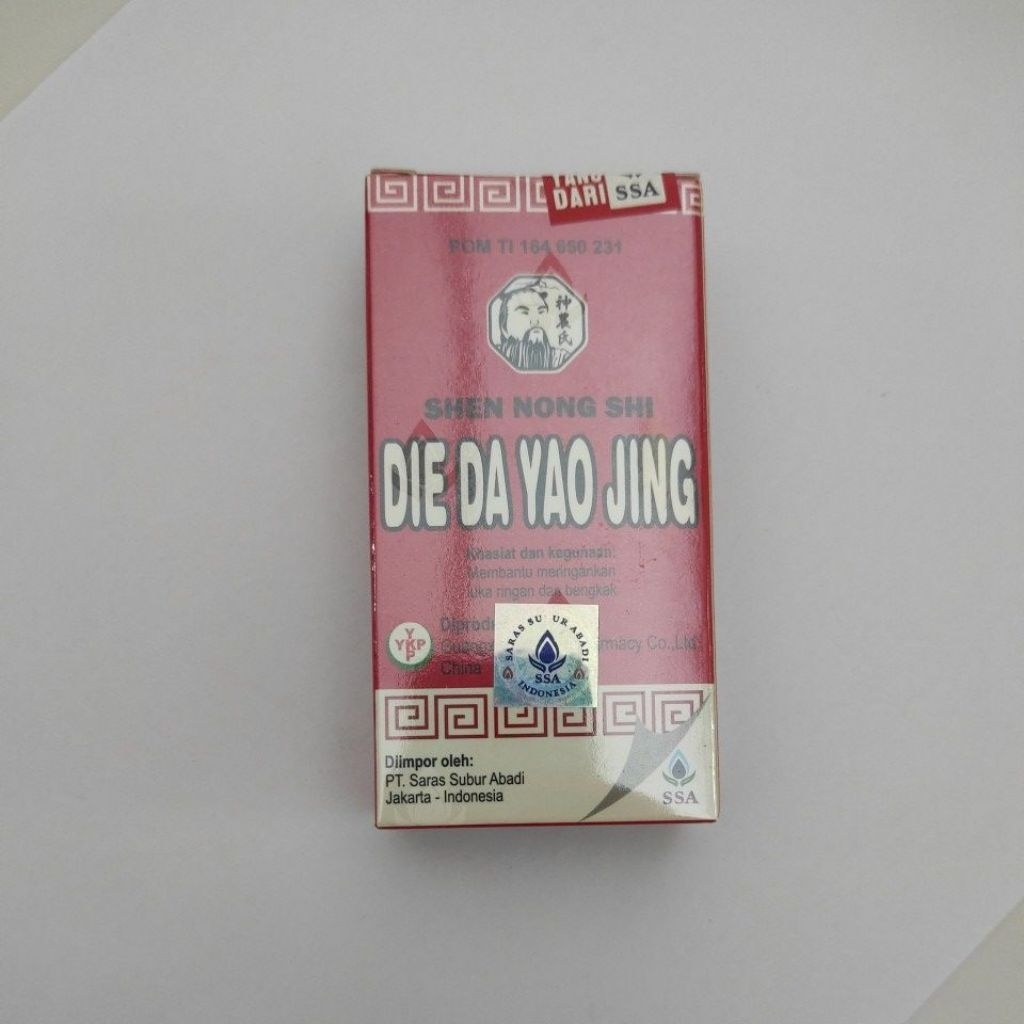 DARI SSA
POM TI 164 650 231
神農氏
SHEN NONG SHI
DIE DA YAO JING
Khasiat dan kegunaan:
Membantu meringankan
luka ringan dan bengkak
YKP
China
SARAS SUBUR ABADI
SSA
INDONESIA
Diimpor oleh:
PT. Saras Subur Abadi
Jakarta - Indonesia
SSA